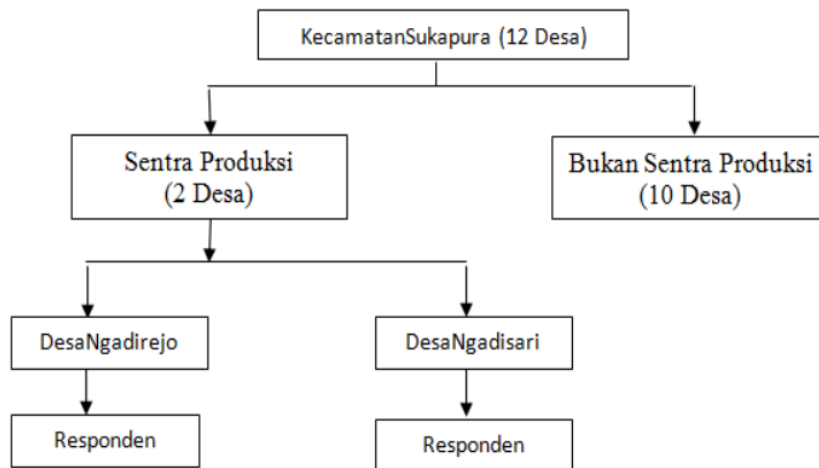 KecamatanSukapura (12 Desa)
Sentra Produksi
(2 Desa)
Bukan Sentra Produksi
(10 Desa)
DesaNgadirejo
DesaNgadisari
Responden
Responden